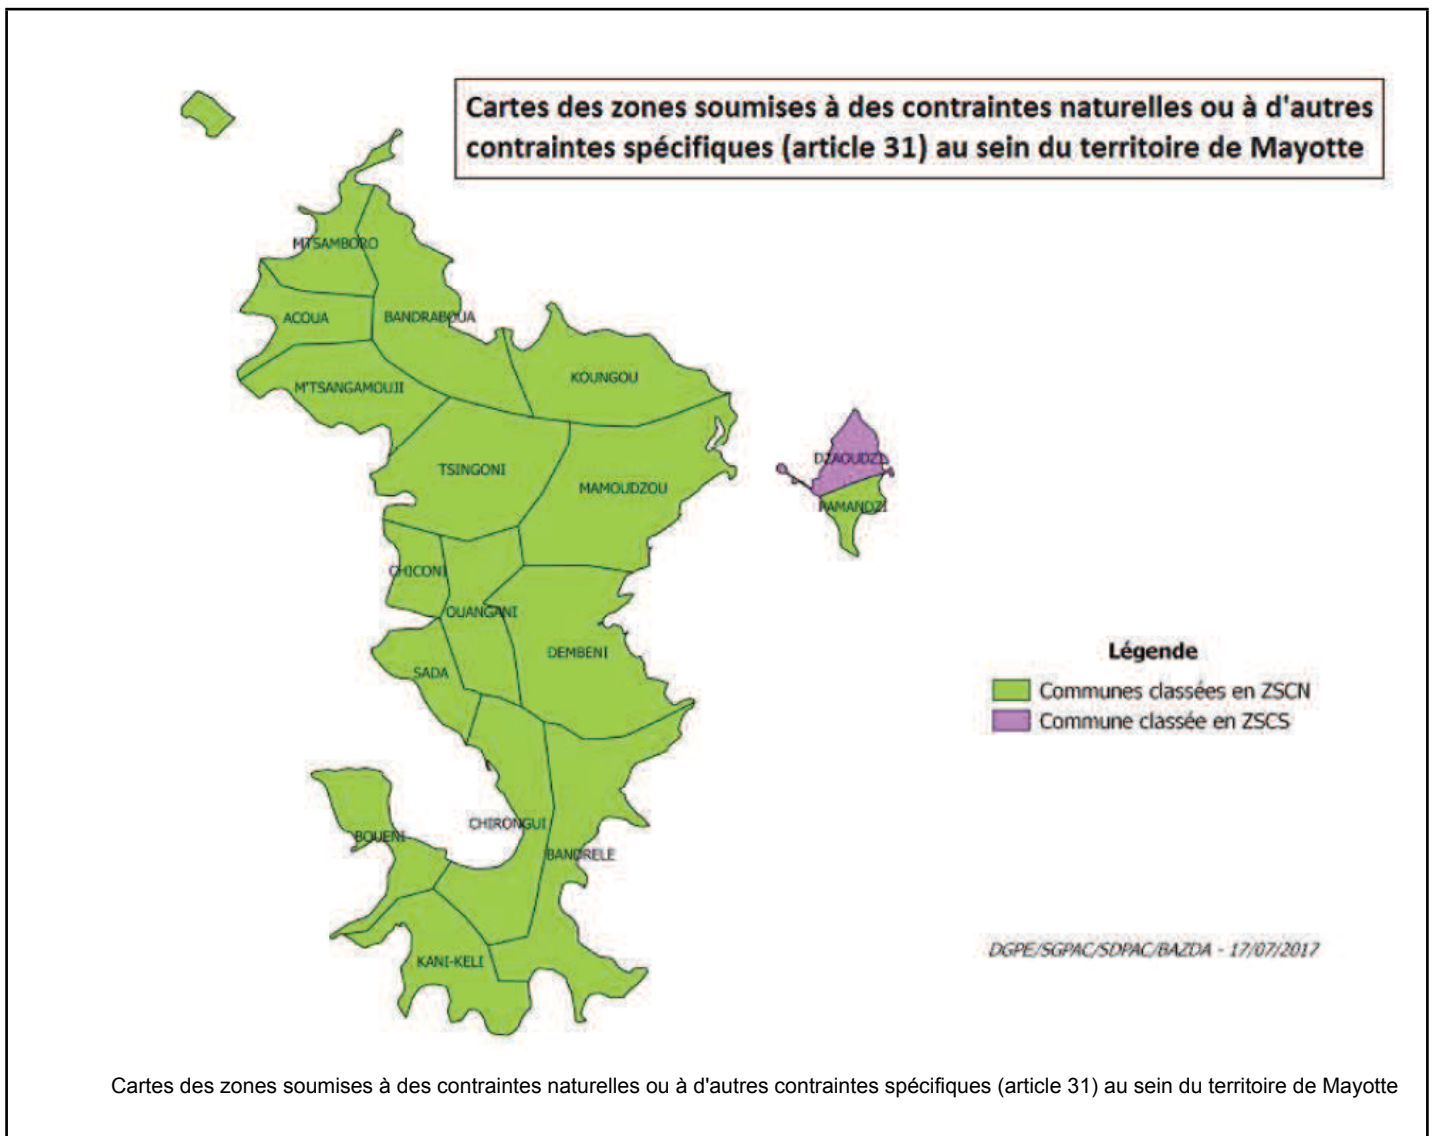 Cartes des zones soumises à des contraintes naturelles ou à d'autres
contraintes spécifiques (article 31) au sein du territoire de Mayotte
MTSAMBORO
ACOUA
BANDRABOUA
M'TSANGAMOUJI
KOUNGOU
TSINGONI
MAMOUDZOU
DZAOUDZI
PAMANDZI
CHICONI
OUANGANI
DEMBENI
SADA
Légende
Communes classées en ZSCN
Commune classée en ZSCS
CHIRONGUI
BOUENI
BANDRELE
KANI-KELI
DGPE/SGPAC/SDPAC/BAZDA - 17/07/2017
Cartes des zones soumises à des contraintes naturelles ou à d'autres contraintes spécifiques (article 31) au sein du territoire de Mayotte